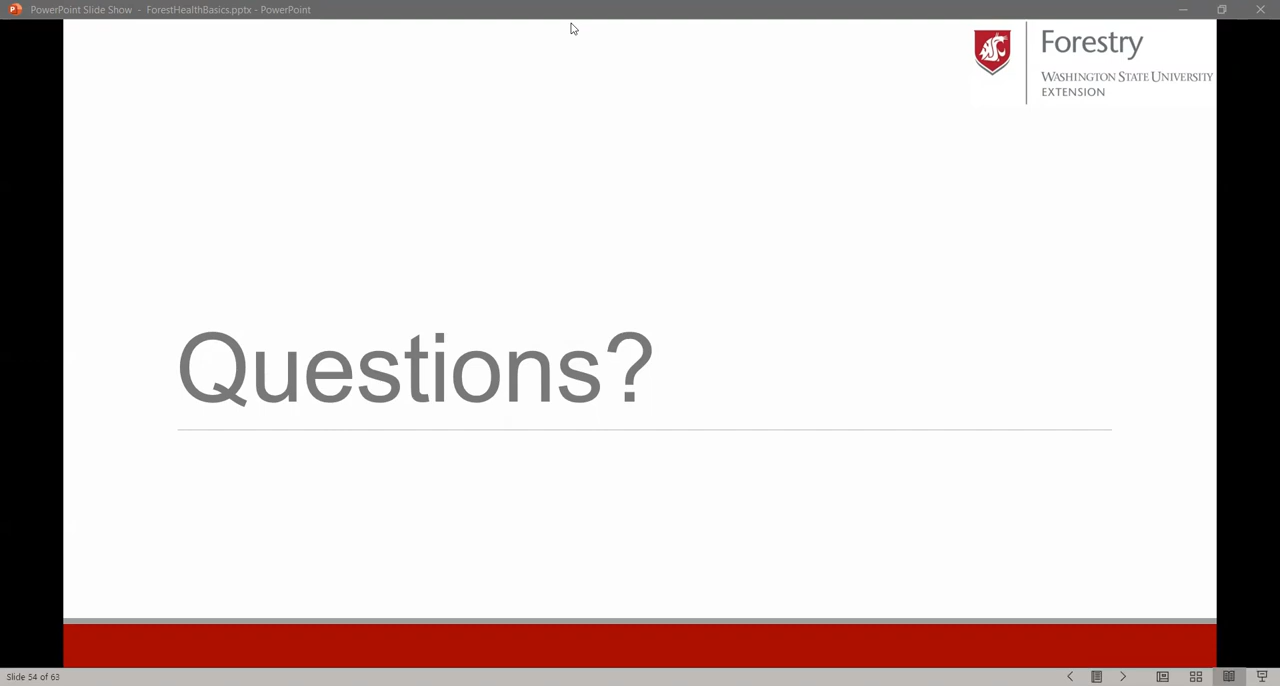 PowerPoint Slide Show - ForestHealthBasics.pptx - PowerPoint
Forestry
WASHINGTON STATE UNIVERSITY
EXTENSION
Questions?
Slide 54 of 63